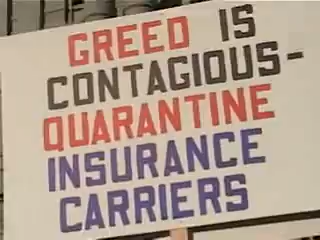 GREED IS
CONTAGIOUS-
QUARANTINE
INSURANCE
CARRIERS